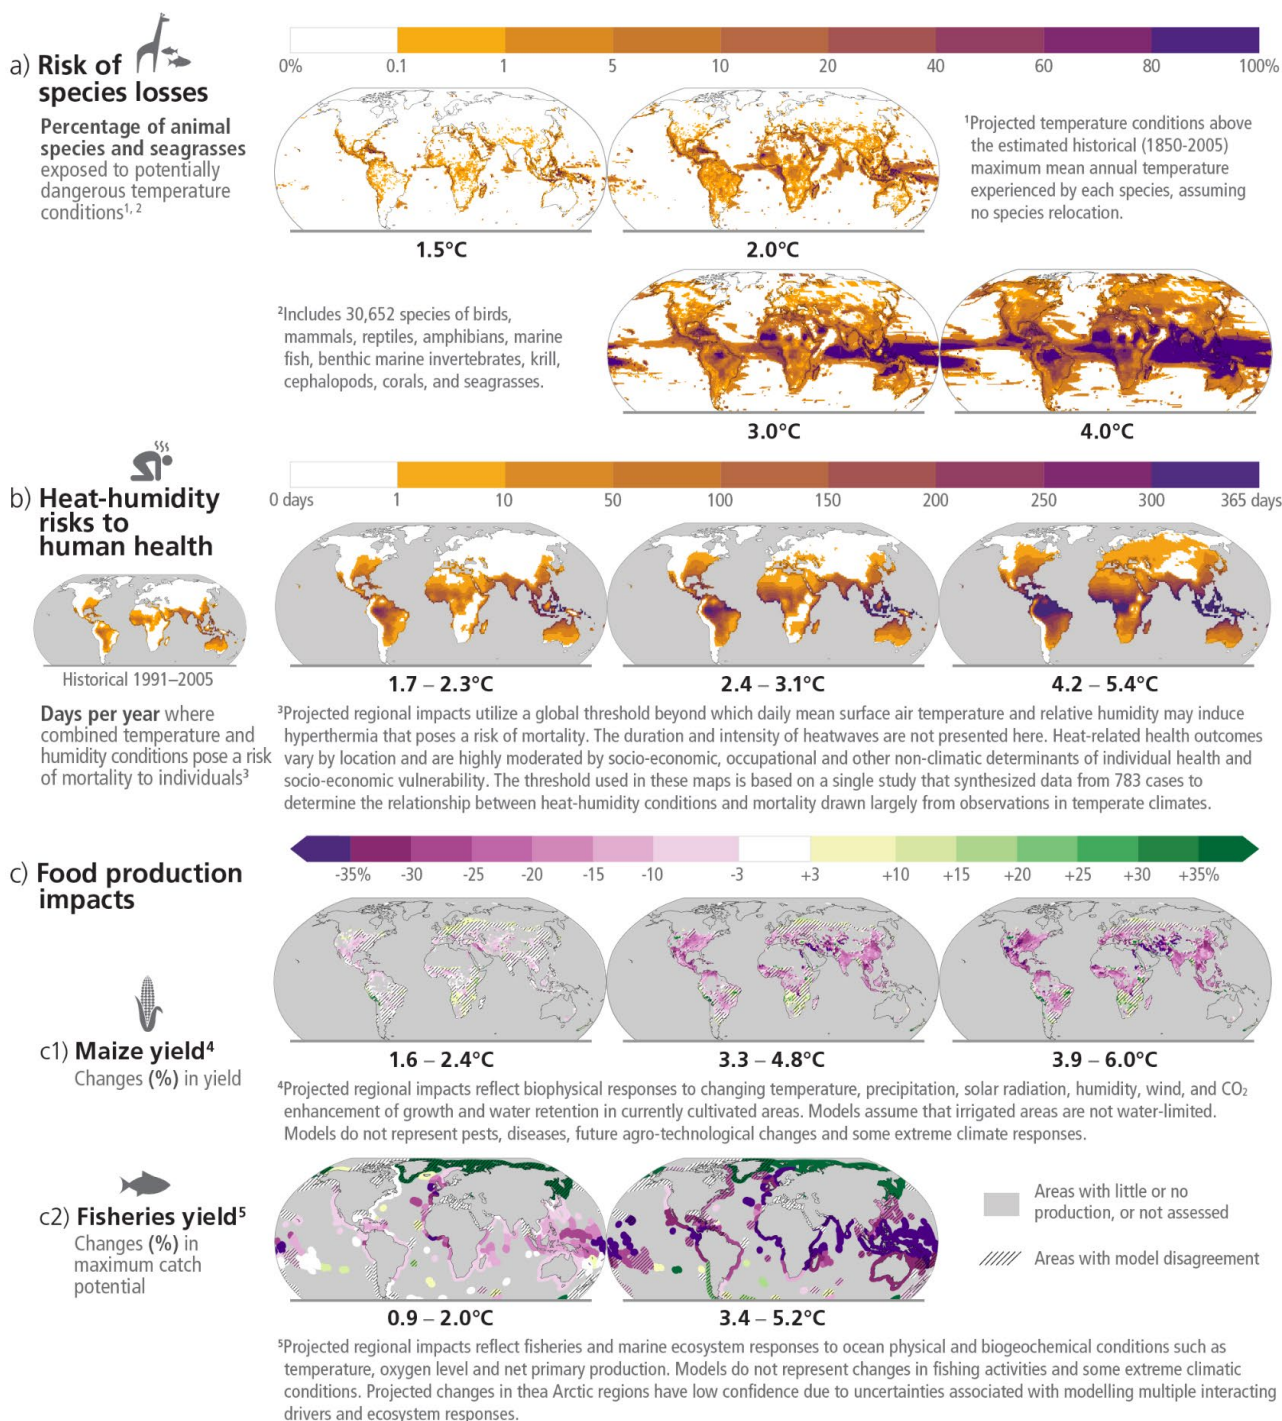 a) Risk of
species losses
Percentage of animal
species and seagrasses
exposed to potentially
dangerous temperature
conditions¹, ²
0% 0.1 1 5 10 20 40 60 80 100%
¹Projected temperature conditions above
the estimated historical (1850-2005)
maximum mean annual temperature
experienced by each species, assuming
no species relocation.
1.5°C 2.0°C
²Includes 30,652 species of birds,
mammals, reptiles, amphibians, marine
fish, benthic marine invertebrates, krill,
cephalopods, corals, and seagrasses.
3.0°C 4.0°C
b) Heat-humidity
risks to
human health
0 days 1 10 50 100 150 200 250 300 365 days
Historical 1991–2005
Days per year where
combined temperature and
humidity conditions pose a risk
of mortality to individuals³
1.7 – 2.3°C 2.4 – 3.1°C 4.2 – 5.4°C
³Projected regional impacts utilize a global threshold beyond which daily mean surface air temperature and relative humidity may induce
hyperthermia that poses a risk of mortality. The duration and intensity of heatwaves are not presented here. Heat-related health outcomes
vary by location and are highly moderated by socio-economic, occupational and other non-climatic determinants of individual health and
socio-economic vulnerability. The threshold used in these maps is based on a single study that synthesized data from 783 cases to
determine the relationship between heat-humidity conditions and mortality drawn largely from observations in temperate climates.
c) Food production
impacts
-35% -30 -25 -20 -15 -10 -3 +3 +10 +15 +20 +25 +30 +35%
c1) Maize yield⁴
Changes (%) in yield
1.6 – 2.4°C 3.3 – 4.8°C 3.9 – 6.0°C
⁴Projected regional impacts reflect biophysical responses to changing temperature, precipitation, solar radiation, humidity, wind, and CO₂
enhancement of growth and water retention in currently cultivated areas. Models assume that irrigated areas are not water-limited.
Models do not represent pests, diseases, future agro-technological changes and some extreme climate responses.
c2) Fisheries yield⁵
Changes (%) in
maximum catch
potential
0.9 – 2.0°C 3.4 – 5.2°C
Areas with little or no
production, or not assessed
Areas with model disagreement
⁵Projected regional impacts reflect fisheries and marine ecosystem responses to ocean physical and biogeochemical conditions such as
temperature, oxygen level and net primary production. Models do not represent changes in fishing activities and some extreme climatic
conditions. Projected changes in thea Arctic regions have low confidence due to uncertainties associated with modelling multiple interacting
drivers and ecosystem responses.